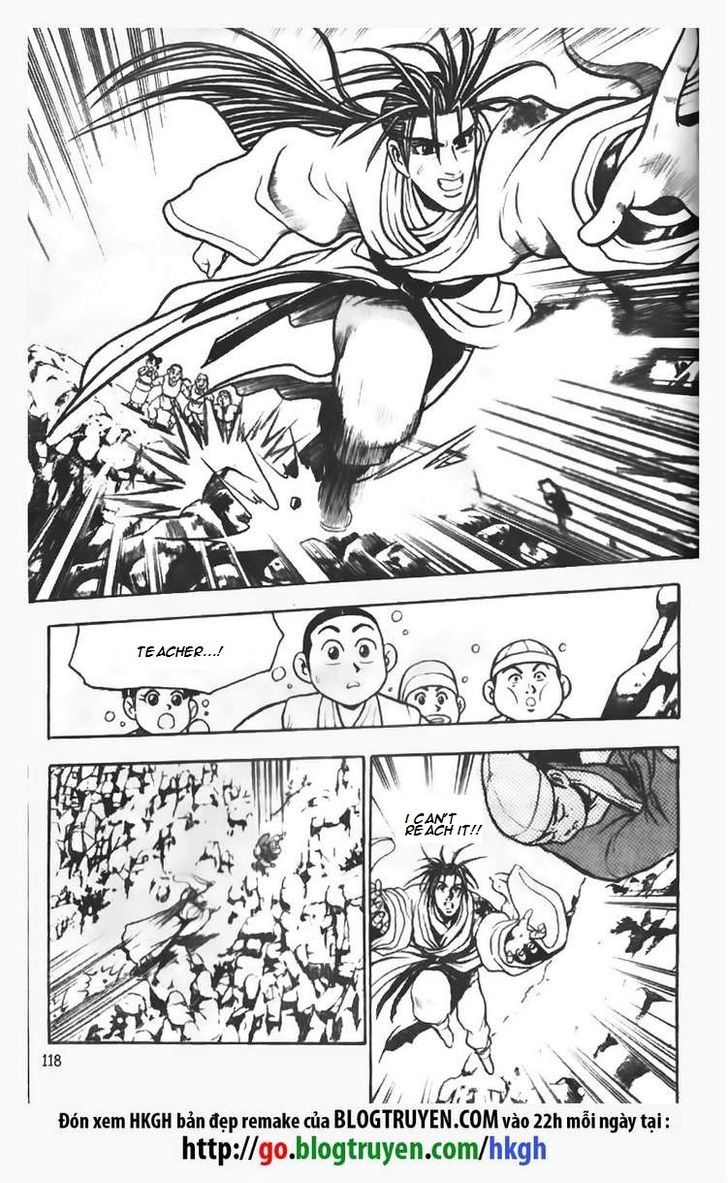 TEACHER...!
I CAN'T
REACH IT!!
118
Đón xem HKGH bản đẹp remake của BLOGTRUYEN.COM vào 22h mỗi ngày tại :
http://go.blogtruyen.com/hkgh